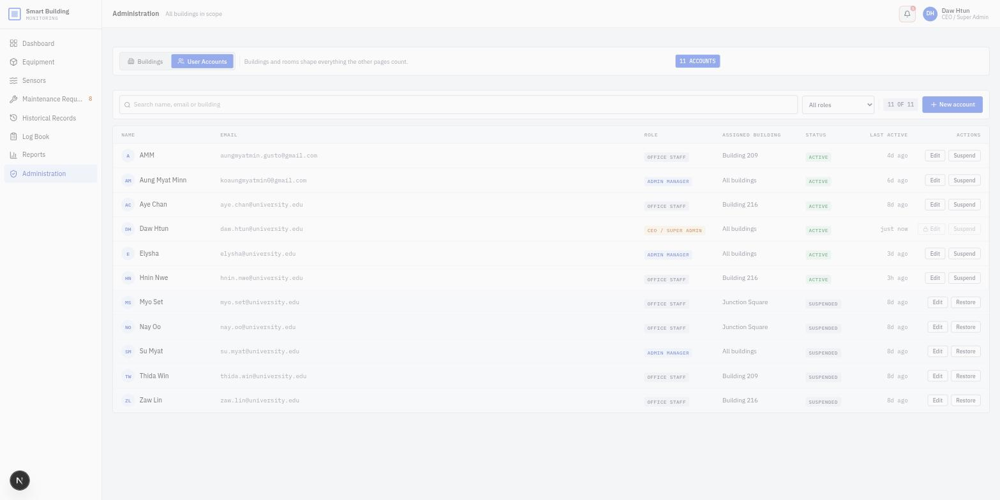 Smart Building
MONITORING
Administration All buildings in scope
1
DH
Daw Htun
CEO / Super Admin
Dashboard
Equipment
Sensors
Maintenance Requ... 8
Historical Records
Log Book
Reports
Administration
Buildings User Accounts Buildings and rooms shape everything the other pages count. 11 ACCOUNTS
Search name, email or building All roles 11 OF 11 + New account
NAME EMAIL ROLE ASSIGNED BUILDING STATUS LAST ACTIVE ACTIONS
A AMM aungmyatmin.gusto@gmail.com OFFICE STAFF Building 209 ACTIVE 4d ago Edit Suspend
AM Aung Myat Minn koaungmyatmin0@gmail.com ADMIN MANAGER All buildings ACTIVE 6d ago Edit Suspend
AC Aye Chan aye.chan@university.edu OFFICE STAFF Building 216 ACTIVE 8d ago Edit Suspend
DH Daw Htun daw.htun@university.edu CEO / SUPER ADMIN All buildings ACTIVE just now Edit Suspend
E Elysha elysha@university.edu ADMIN MANAGER All buildings ACTIVE 3d ago Edit Suspend
HN Hnin Nwe hnin.nwe@university.edu OFFICE STAFF Building 216 ACTIVE 3h ago Edit Suspend
MS Myo Set myo.set@university.edu OFFICE STAFF Junction Square SUSPENDED 8d ago Edit Restore
NO Nay Oo nay.oo@university.edu OFFICE STAFF Junction Square SUSPENDED 8d ago Edit Restore
SM Su Myat su.myat@university.edu ADMIN MANAGER All buildings SUSPENDED 8d ago Edit Restore
TW Thida Win thida.win@university.edu OFFICE STAFF Building 209 SUSPENDED 8d ago Edit Restore
ZL Zaw Lin zaw.lin@university.edu OFFICE STAFF Building 216 SUSPENDED 8d ago Edit Restore
N